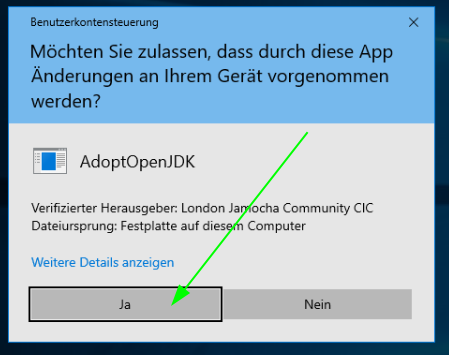 Benutzerkontensteuerung
Möchten Sie zulassen, dass durch diese App
Änderungen an Ihrem Gerät vorgenommen
werden?
AdoptOpenJDK
Verifizierter Herausgeber: London Jamocha Community CIC
Dateiursprung: Festplatte auf diesem Computer
Weitere Details anzeigen
Ja Nein